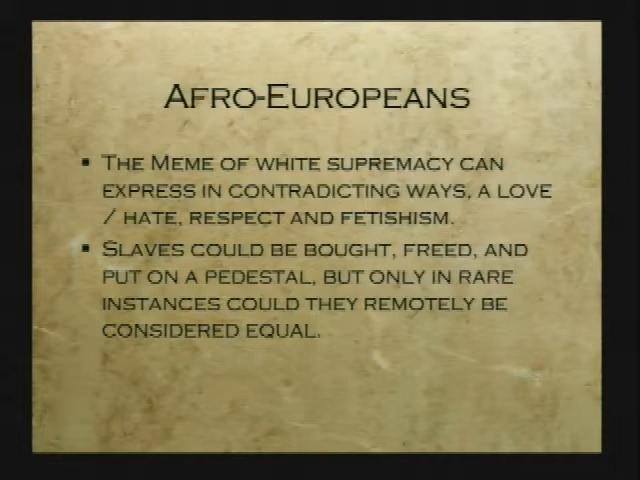 AFRO-EUROPEANS
▪ THE MEME OF WHITE SUPREMACY CAN
EXPRESS IN CONTRADICTING WAYS, A LOVE
/ HATE, RESPECT AND FETISHISM.
▪ SLAVES COULD BE BOUGHT, FREED, AND
PUT ON A PEDESTAL, BUT ONLY IN RARE
INSTANCES COULD THEY REMOTELY BE
CONSIDERED EQUAL.